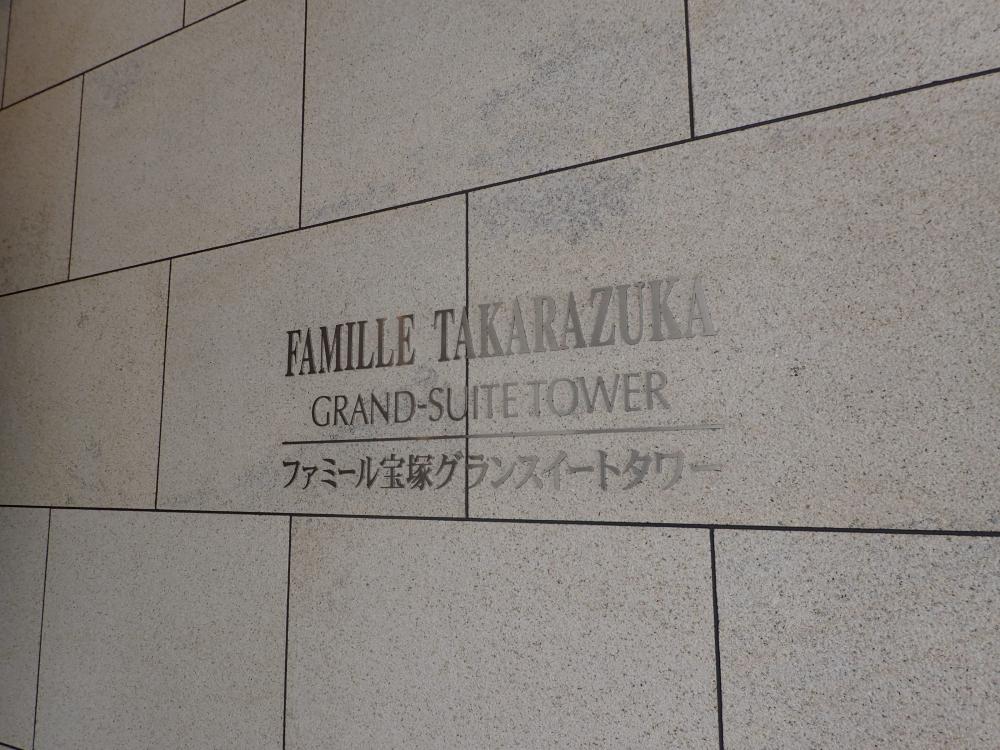 FAMILLE TAKARAZUKA
GRAND-SUITE TOWER
ファミール宝塚グランスイートタワー